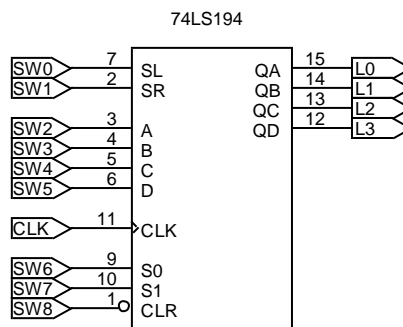 74LS194
SW0 7 SL QA 15 L0
SW1 2 SR QB 14 L1
QC 13 L2
SW2 3 A QD 12 L3
SW3 4 B
SW4 5 C
SW5 6 D
CLK 11 CLK
SW6 9 S0
SW7 10 S1
SW8 1 CLR